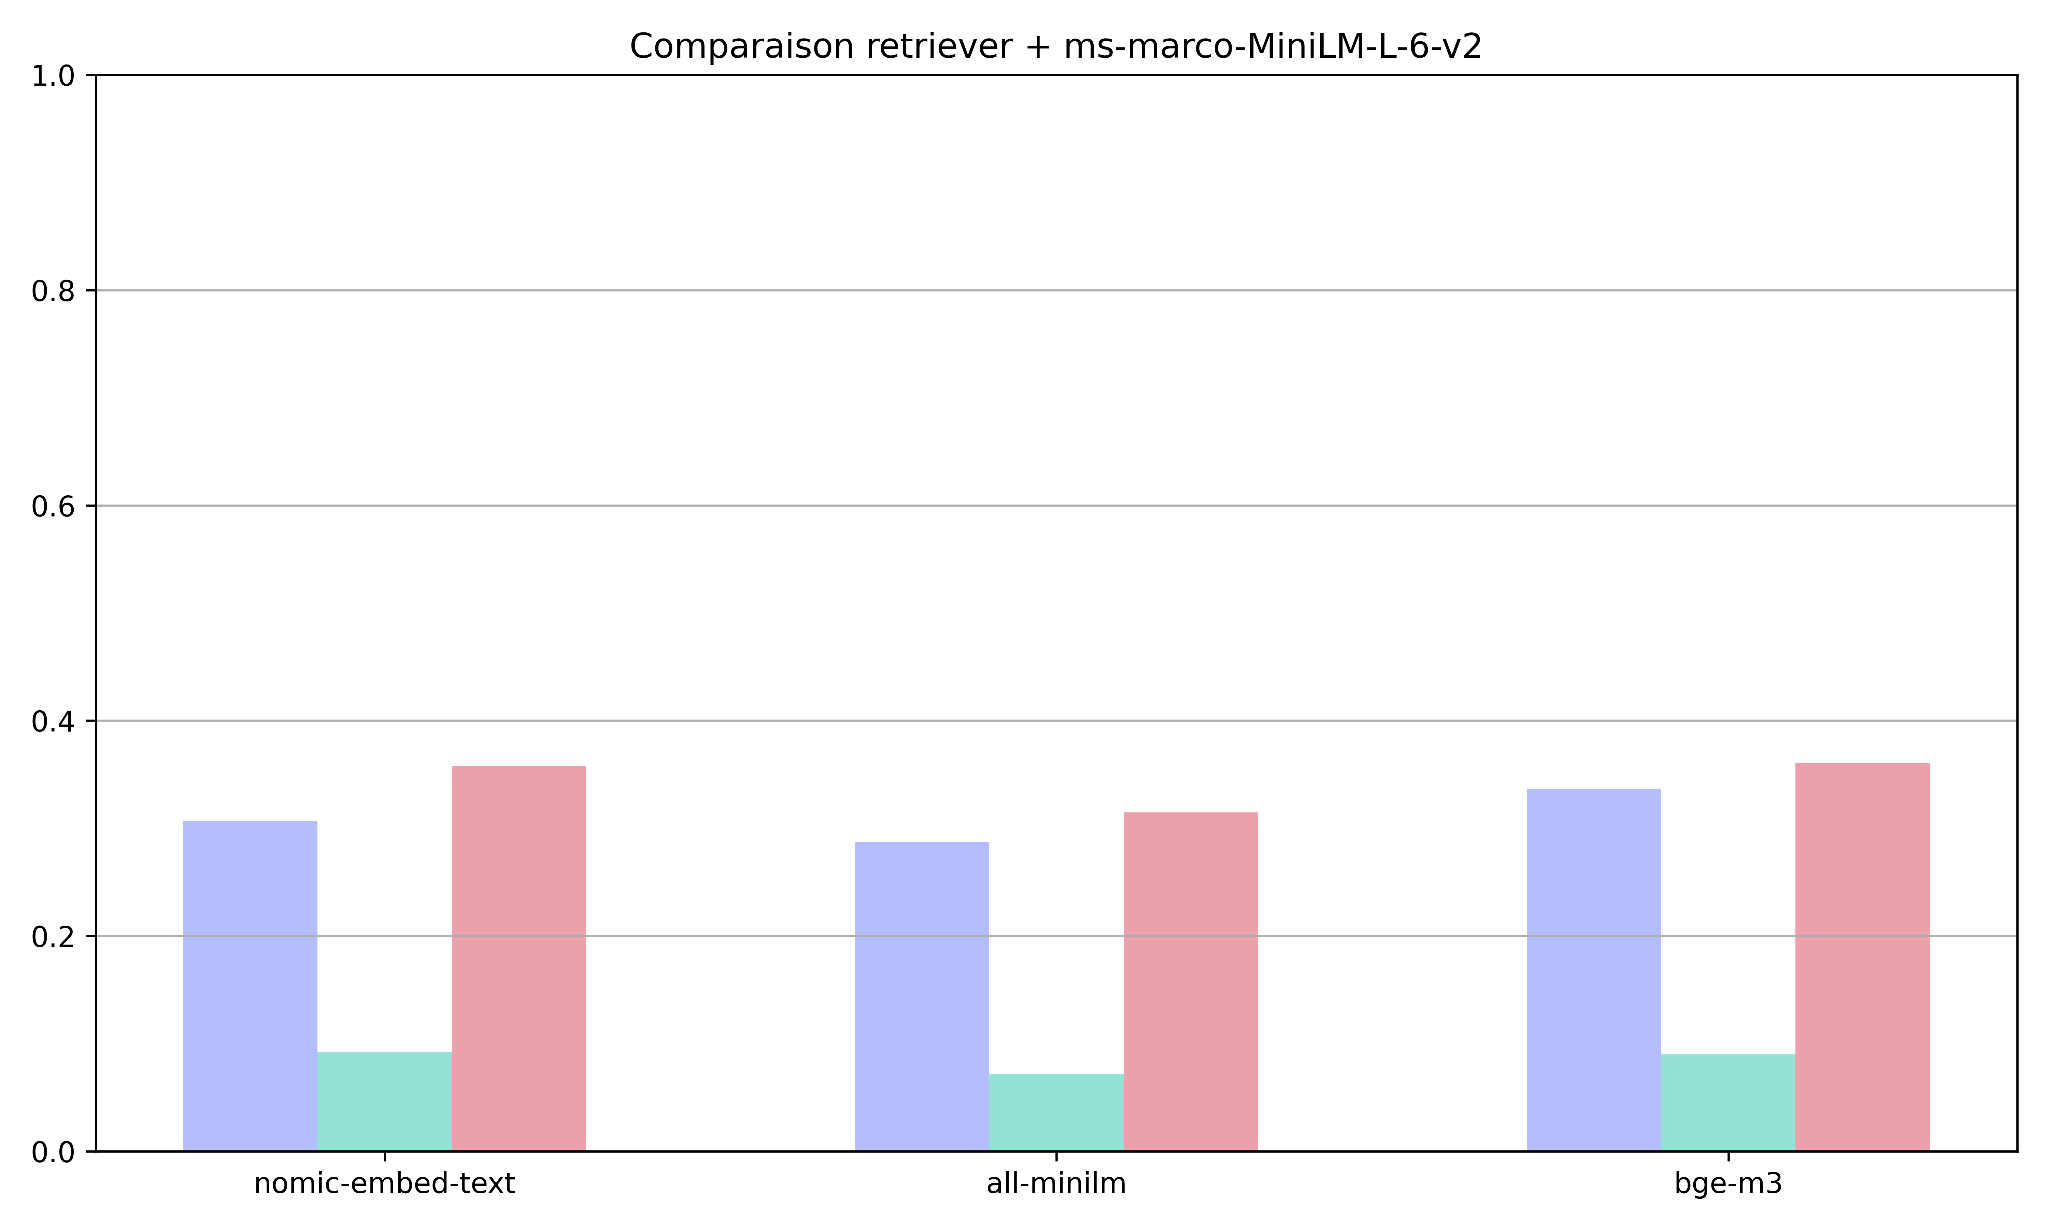 Comparaison retriever + ms-marco-MiniLM-L-6-v2
1.0
0.8
0.6
0.4
0.2
0.0
nomic-embed-text
all-minilm
bge-m3